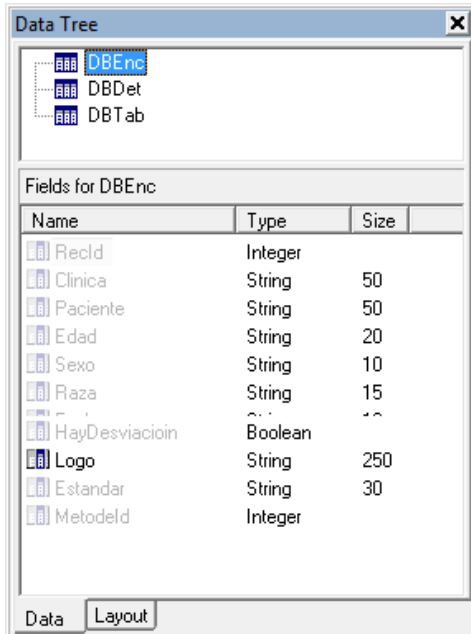 Data Tree
DBEnc
DBDet
DBTab
Fields for DBEnc
Name Type Size
RecId Integer
Clinica String 50
Paciente String 50
Edad String 20
Sexo String 10
Raza String 15
HayDesviacioin Boolean
Logo String 250
Estandar String 30
MetodeId Integer
Data Layout